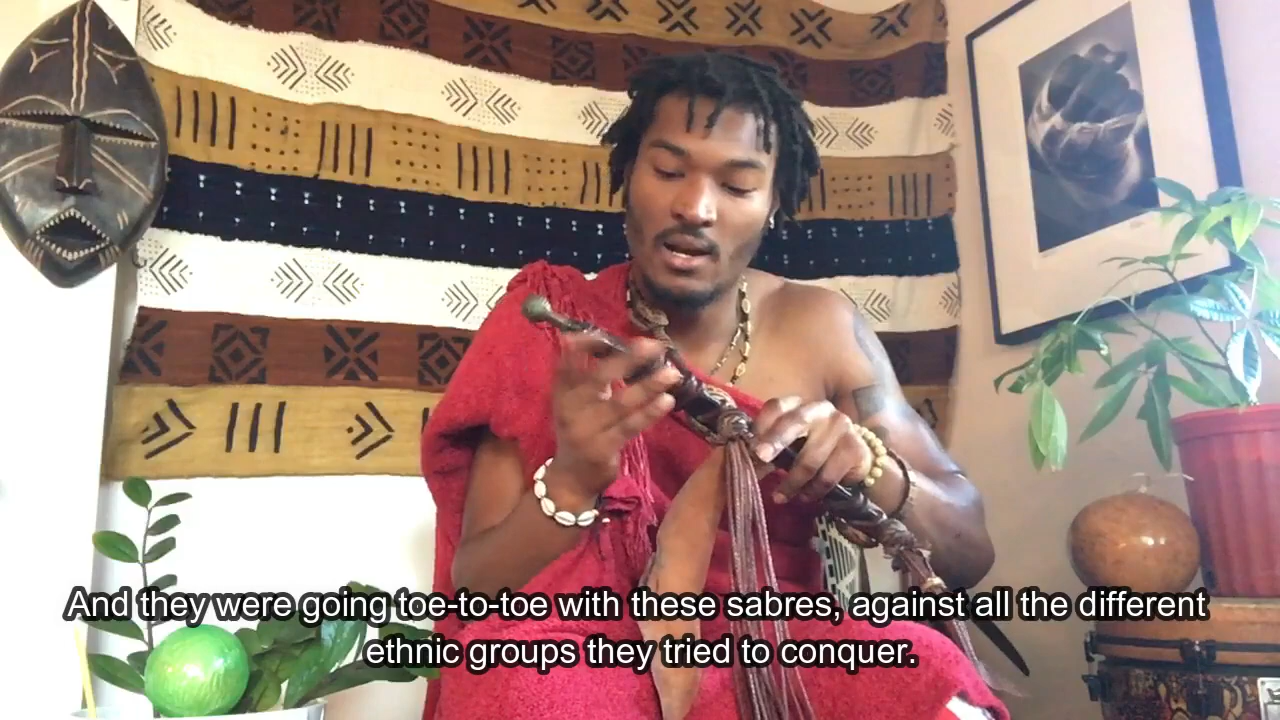 And they were going toe-to-toe with these sabres, against all the different
ethnic groups they tried to conquer.